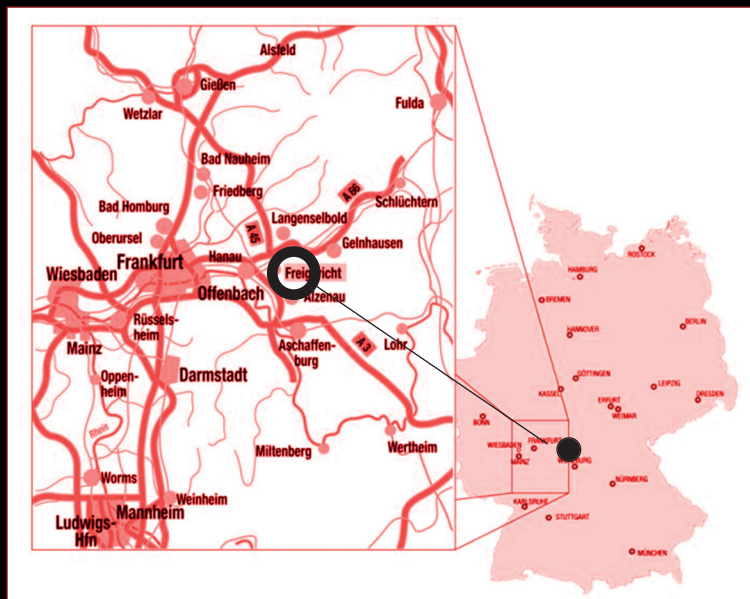 Alsfeld
Gießen
Fulda
Wetzlar
Bad Nauheim
Friedberg
A 66
Schlüchtern
Bad Homburg
Langenselbold
A 45
Oberursel
Gelnhausen
Frankfurt
Hanau
Wiesbaden
Offenbach
Alzenau
Rüssels-
heim
Mainz
Aschaffen-
burg
A 3
Lohr
Oppen-
heim
Darmstadt
Rhein
Miltenberg
Wertheim
Worms
Weinheim
Mannheim
Ludwigs-
Hfn
ROSTOCK
HAMBURG
BREMEN
BERLIN
HANNOVER
GÖTTINGEN
KASSEL
LEIPZIG
DRESDEN
ERFURT
WEIMAR
BONN
WIESBADEN
FRANKFURT
MAINZ
NÜRNBERG
KARLSRUHE
STUTTGART
MÜNCHEN